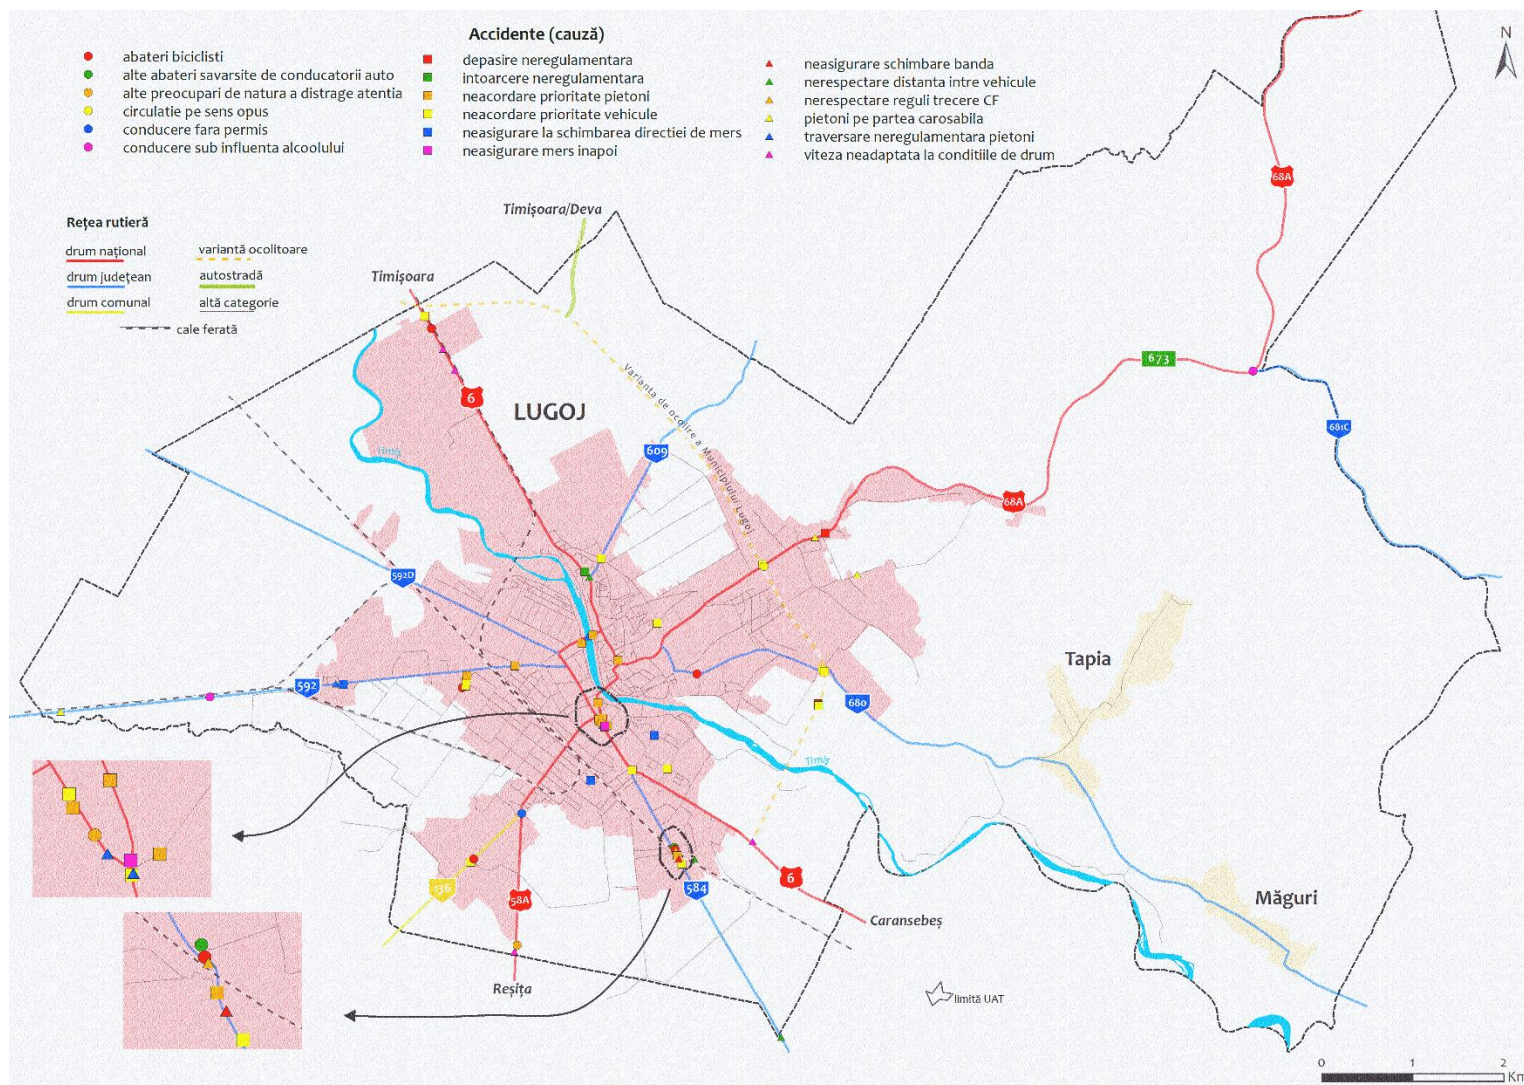 Accidente (cauză)
abateri biciclisti
alte abateri savarsite de conducatorii auto
alte preocupari de natura a distrage atentia
circulatie pe sens opus
conducere fara permis
conducere sub influenta alcoolului
depasire neregulamentara
intoarcere neregulamentara
neacordare prioritate pietoni
neacordare prioritate vehicule
neasigurare la schimbarea directiei de mers
neasigurare mers inapoi
neasigurare schimbare banda
nerespectare distanta intre vehicule
nerespectare reguli trecere CF
pietoni pe partea carosabila
traversare neregulamentara pietoni
viteza neadaptata la conditiile de drum
N
Rețea rutieră
drum național
drum județean
drum comunal
variantă ocolitoare
autostradă
altă categorie
cale ferată
Timișoara/Deva
Timișoara
68A
673
6
LUGOJ
Varianta de ocolire a Municipiului Lugoj
681C
609
Timiș
68A
592D
Tapia
592
680
Timiș
6
136
584
58A
Măguri
Caransebeș
Reșița
limită UAT
0 1 2
Km